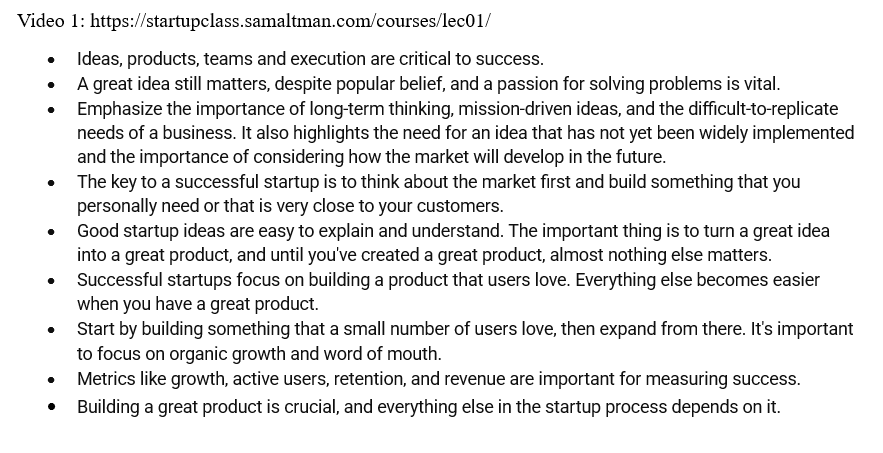 Video 1: https://startupclass.samaltman.com/courses/lec01/
• Ideas, products, teams and execution are critical to success.
• A great idea still matters, despite popular belief, and a passion for solving problems is vital.
• Emphasize the importance of long-term thinking, mission-driven ideas, and the difficult-to-replicate
needs of a business. It also highlights the need for an idea that has not yet been widely implemented
and the importance of considering how the market will develop in the future.
• The key to a successful startup is to think about the market first and build something that you
personally need or that is very close to your customers.
• Good startup ideas are easy to explain and understand. The important thing is to turn a great idea
into a great product, and until you've created a great product, almost nothing else matters.
• Successful startups focus on building a product that users love. Everything else becomes easier
when you have a great product.
• Start by building something that a small number of users love, then expand from there. It's important
to focus on organic growth and word of mouth.
• Metrics like growth, active users, retention, and revenue are important for measuring success.
• Building a great product is crucial, and everything else in the startup process depends on it.